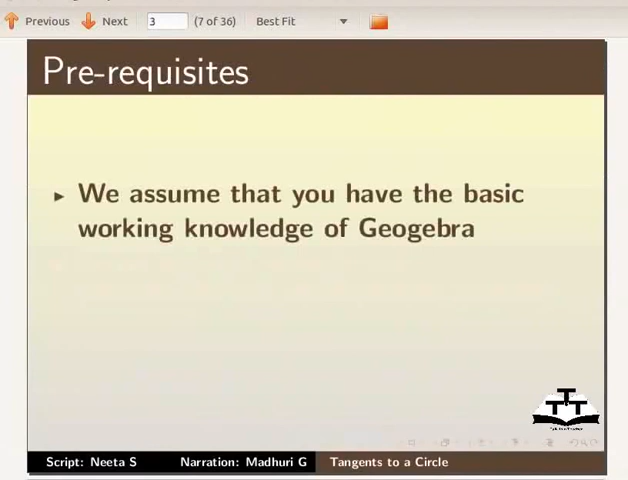 Previous Next 3 (7 of 36) Best Fit
Pre-requisites
We assume that you have the basic
working knowledge of Geogebra
TTT
Script: Neeta S Narration: Madhuri G Tangents to a Circle